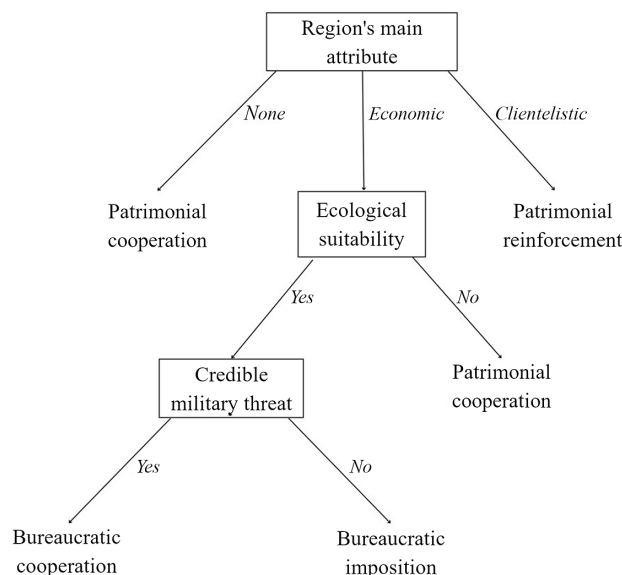 Region's main
attribute
None
Economic
Clientelistic
Patrimonial
cooperation
Ecological
suitability
Patrimonial
reinforcement
Yes
No
Credible
military threat
Patrimonial
cooperation
Yes
No
Bureaucratic
cooperation
Bureaucratic
imposition